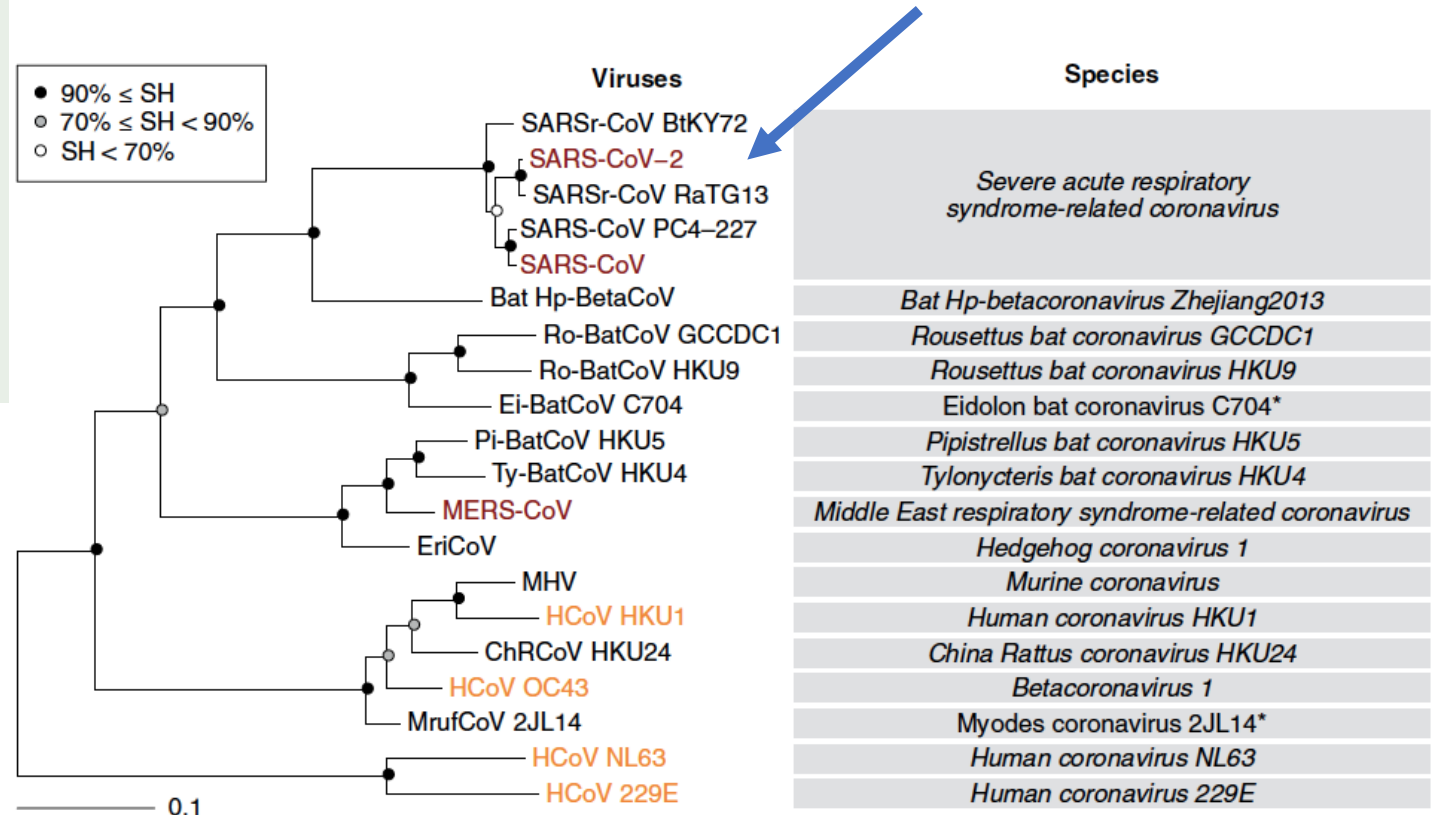 90% ≤ SH
70% ≤ SH < 90%
SH < 70%
Viruses
Species
SARSr-CoV BtKY72
SARS-CoV–2
SARSr-CoV RaTG13
SARS-CoV PC4–227
SARS-CoV
Severe acute respiratory
syndrome-related coronavirus
Bat Hp-BetaCoV
Bat Hp-betacoronavirus Zhejiang2013
Ro-BatCoV GCCDC1
Rousettus bat coronavirus GCCDC1
Ro-BatCoV HKU9
Rousettus bat coronavirus HKU9
Ei-BatCoV C704
Eidolon bat coronavirus C704*
Pi-BatCoV HKU5
Pipistrellus bat coronavirus HKU5
Ty-BatCoV HKU4
Tylonycteris bat coronavirus HKU4
MERS-CoV
Middle East respiratory syndrome-related coronavirus
EriCoV
Hedgehog coronavirus 1
MHV
Murine coronavirus
HCoV HKU1
Human coronavirus HKU1
ChRCoV HKU24
China Rattus coronavirus HKU24
HCoV OC43
Betacoronavirus 1
MrufCoV 2JL14
Myodes coronavirus 2JL14*
HCoV NL63
Human coronavirus NL63
HCoV 229E
Human coronavirus 229E
0.1